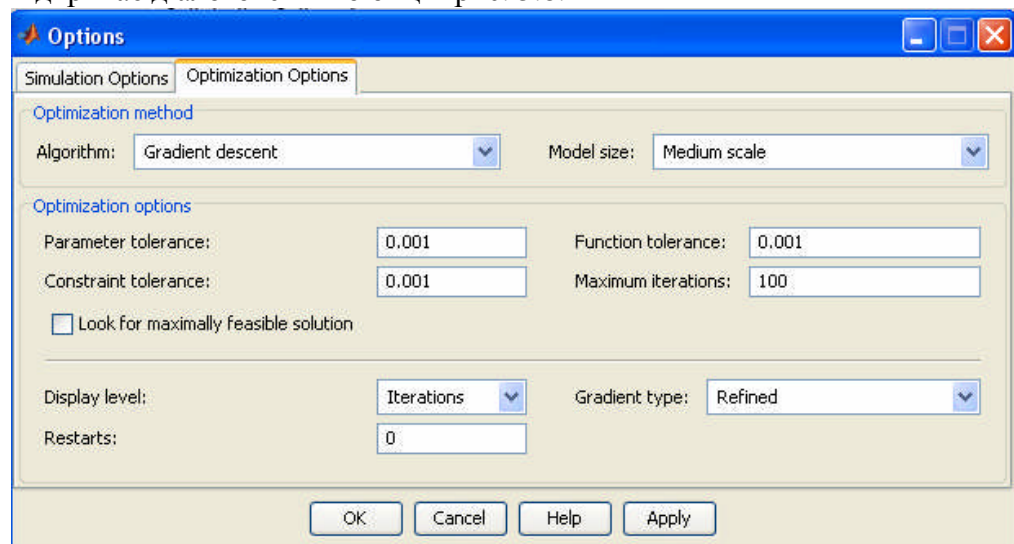 Options
Simulation Options Optimization Options
Optimization method
Algorithm: Gradient descent Model size: Medium scale
Optimization options
Parameter tolerance: 0.001 Function tolerance: 0.001
Constraint tolerance: 0.001 Maximum iterations: 100
Look for maximally feasible solution
Display level: Iterations Gradient type: Refined
Restarts: 0
OK Cancel Help Apply